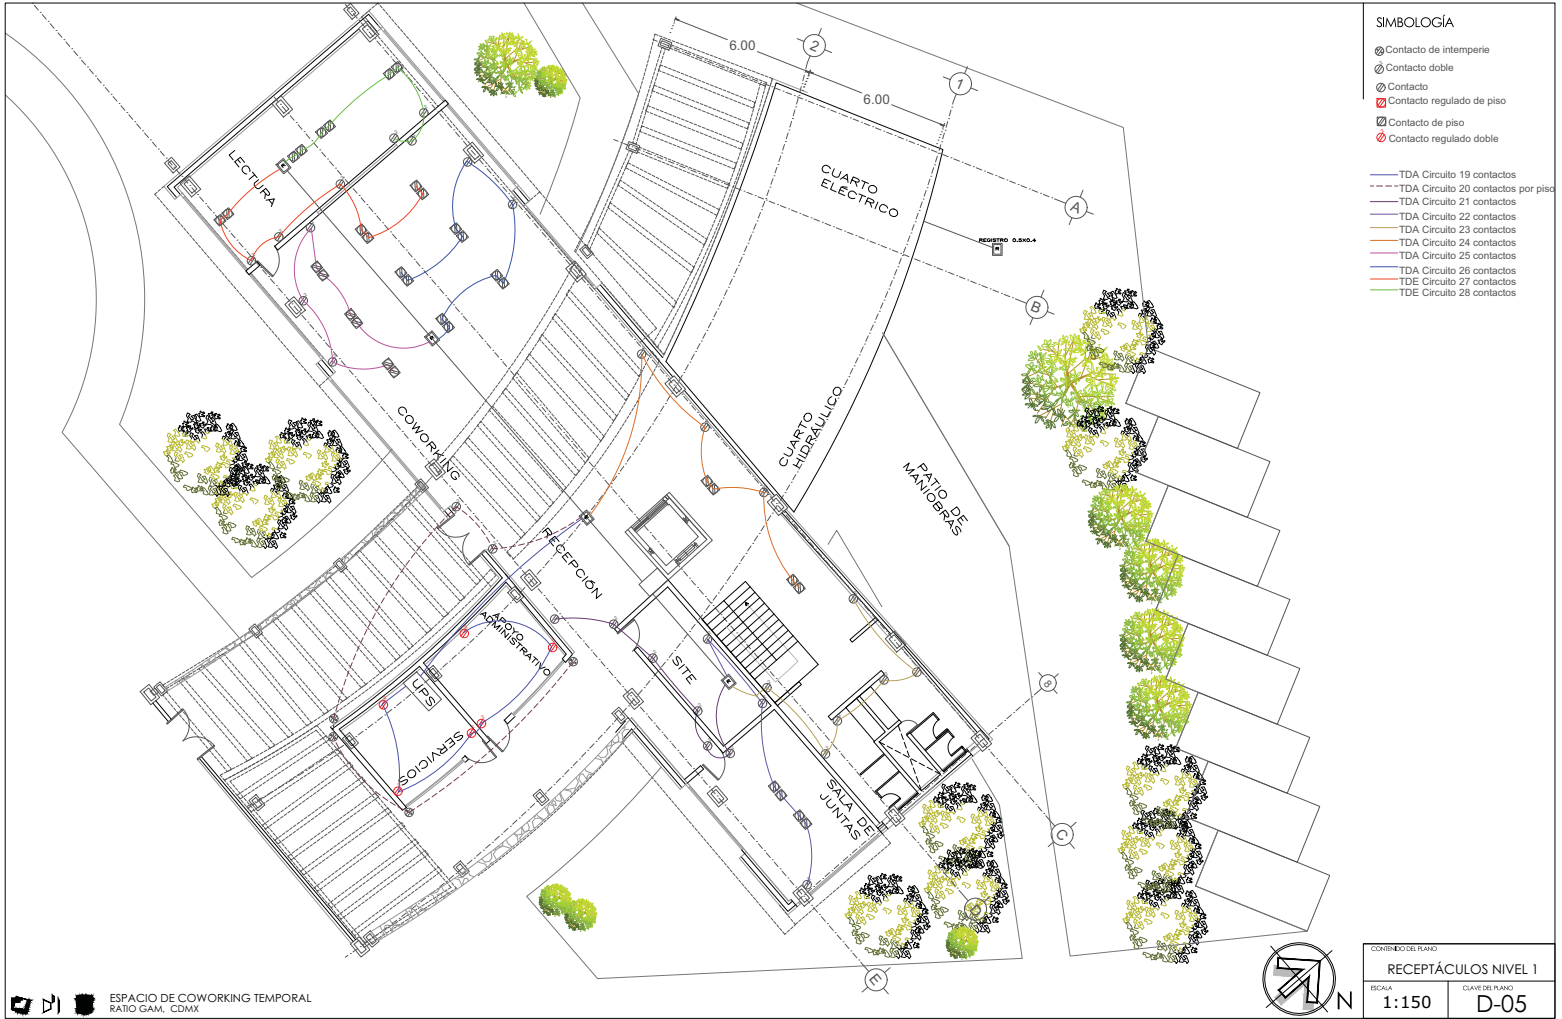 SIMBOLOGÍA
Contacto de intemperie
Contacto doble
Contacto
Contacto regulado de piso
Contacto de piso
Contacto regulado doble
TDA Circuito 19 contactos
TDA Circuito 20 contactos por piso
TDA Circuito 21 contactos
TDA Circuito 22 contactos
TDA Circuito 23 contactos
TDA Circuito 24 contactos
TDA Circuito 25 contactos
TDA Circuito 26 contactos
TDE Circuito 27 contactos
TDE Circuito 28 contactos
6.00
2
6.00
1
A
B
8
C
D
E
LECTURA
CUARTO
ELÉCTRICO
REGISTRO 0.5X0.4
COWORKING
CUARTO
HIDRÁULICO
PATIO DE
MANIOBRAS
RECEPCIÓN
APOYO
ADMINISTRATIVO
UPS
SERVICIOS
SITE
SALA DE
JUNTAS
N
ESPACIO DE COWORKING TEMPORAL
RATIO GAM, CDMX
CONTENIDO DEL PLANO
RECEPTÁCULOS NIVEL 1
ESCALA
1:150
CLAVE DEL PLANO
D-05